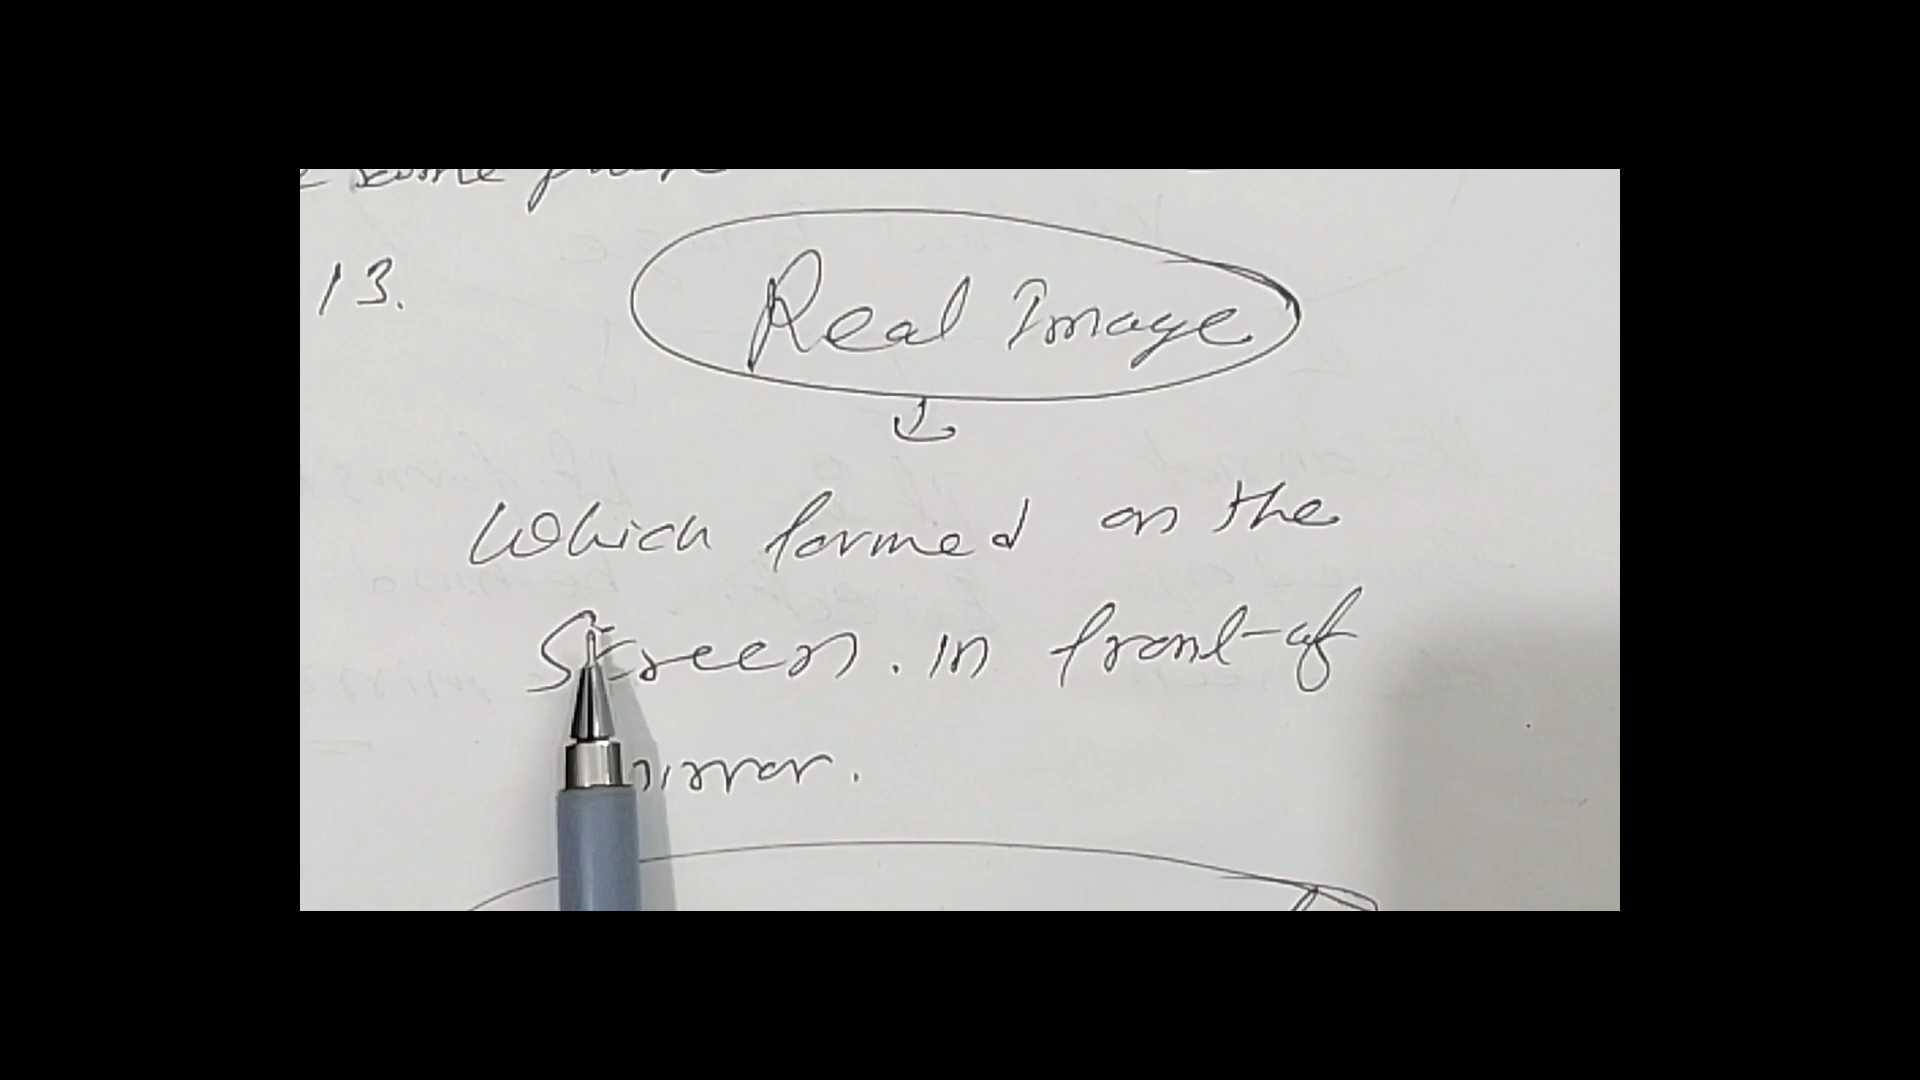 13.
Real Image
Which formed on the
Screen. in front of
mirror.